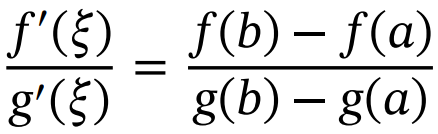 f′(ξ)/g′(ξ) = (f(b) − f(a))/(g(b) − g(a))